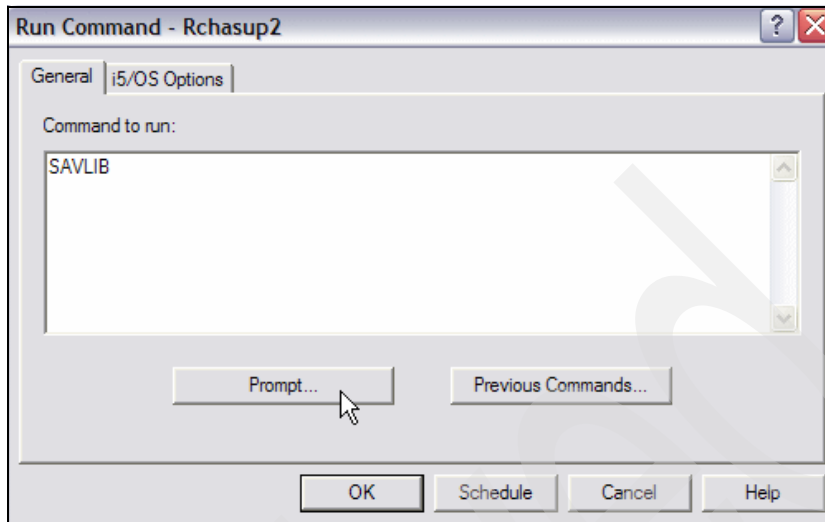 Run Command - Rchasup2
General i5/OS Options
Command to run:
SAVLIB
Prompt... Previous Commands...
OK Schedule Cancel Help